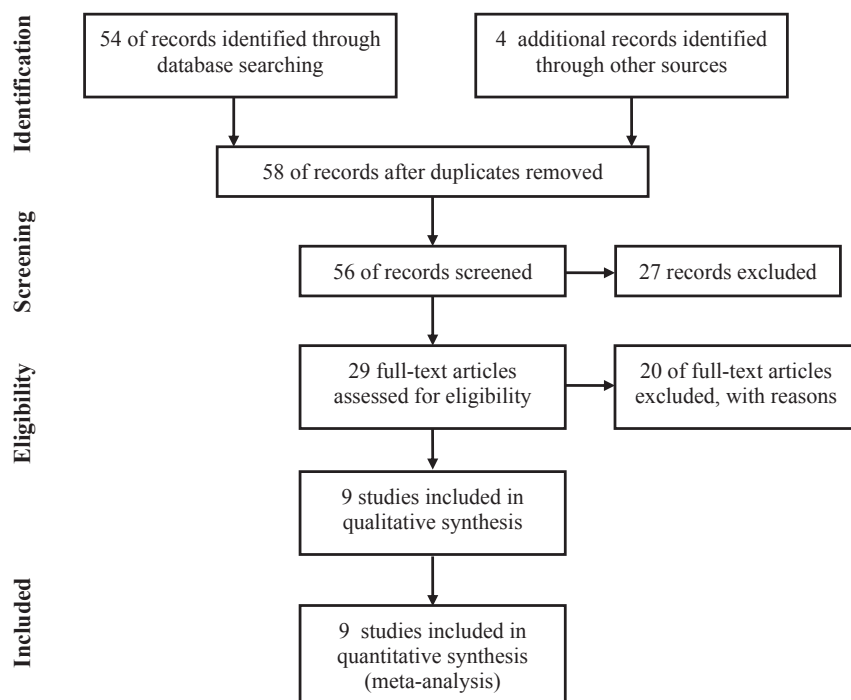 Identification
54 of records identified through
database searching
4 additional records identified
through other sources
58 of records after duplicates removed
Screening
56 of records screened
27 records excluded
Eligibility
29 full-text articles
assessed for eligibility
20 of full-text articles
excluded, with reasons
9 studies included in
qualitative synthesis
Included
9 studies included in
quantitative synthesis
(meta-analysis)